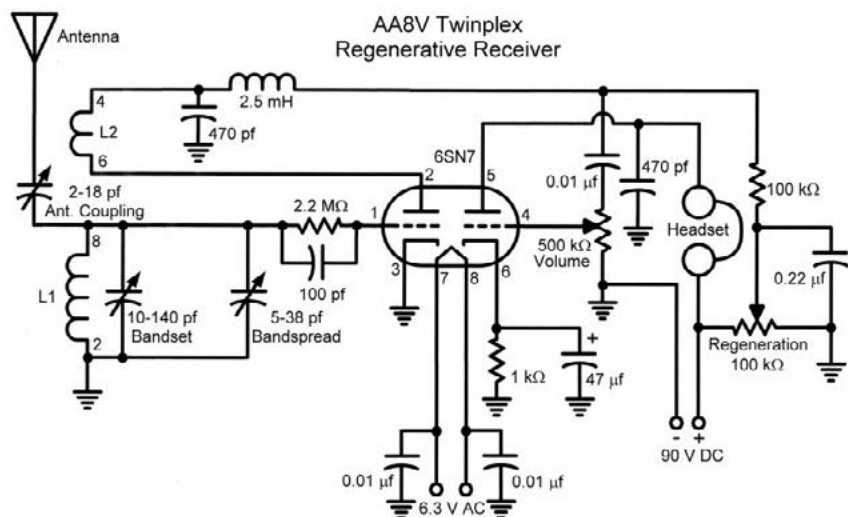 AA8V Twinplex
Regenerative Receiver
Antenna
4
2.5 mH
L2
470 pf
6
6SN7
2
5
470 pf
0.01 µf
100 kΩ
2-18 pf
Ant. Coupling
2.2 MΩ
1
4
Headset
8
500 kΩ
Volume
3
7
8
6
0.22 µf
L1
100 pf
10-140 pf
Bandset
5-38 pf
Bandspread
2
+
Regeneration
100 kΩ
1 kΩ
47 µf
-
+
90 V DC
0.01 µf
0.01 µf
6.3 V AC